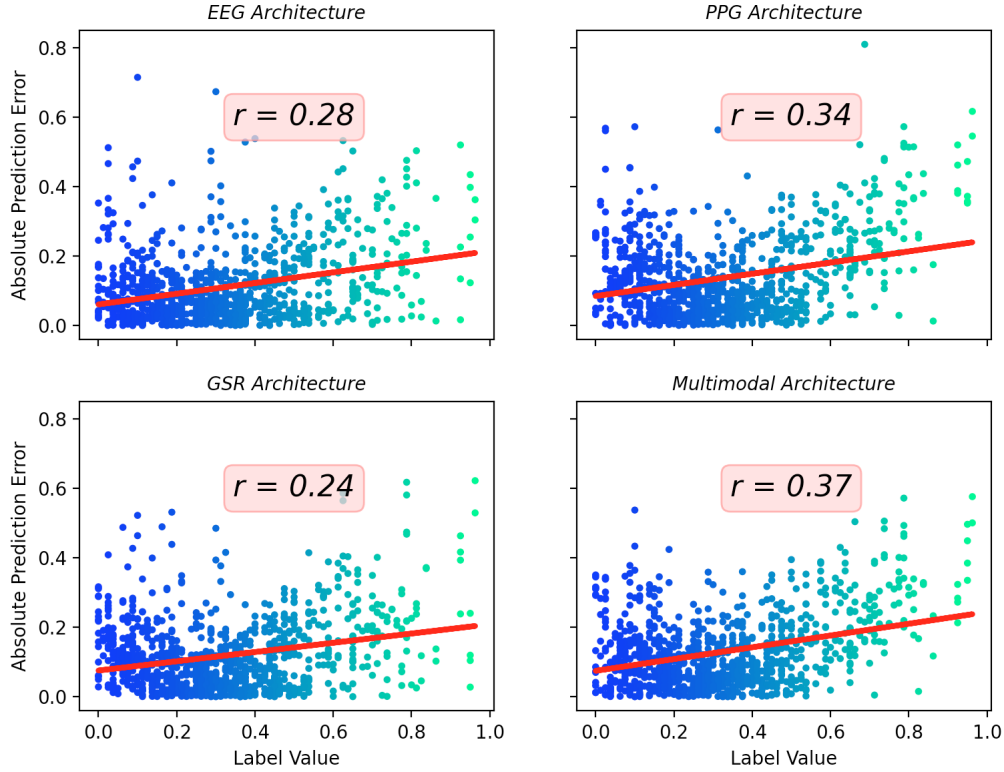 EEG Architecture
PPG Architecture
0.8
0.6
0.4
0.2
0.0
Absolute Prediction Error
r = 0.28
r = 0.34
GSR Architecture
Multimodal Architecture
0.8
0.6
0.4
0.2
0.0
Absolute Prediction Error
r = 0.24
r = 0.37
0.0 0.2 0.4 0.6 0.8 1.0
0.0 0.2 0.4 0.6 0.8 1.0
Label Value
Label Value